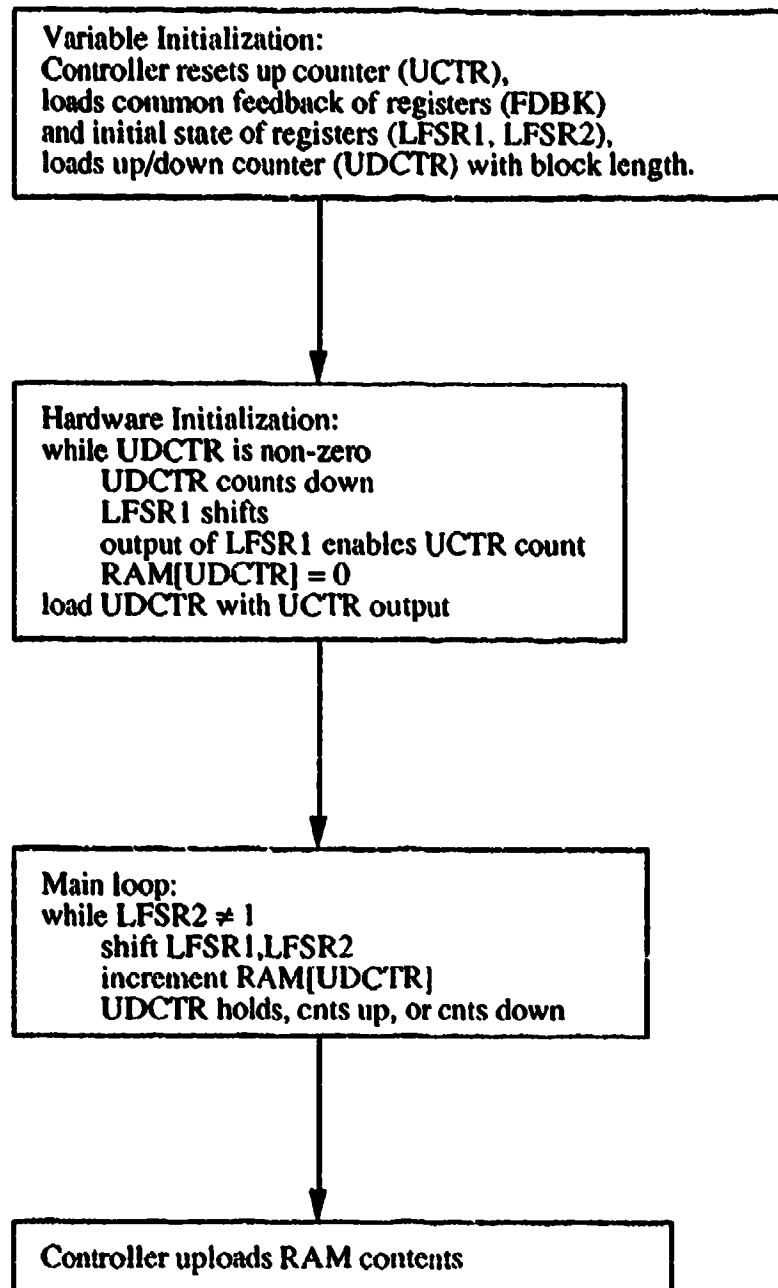 Variable Initialization:
Controller resets up counter (UCTR),
loads common feedback of registers (FDBK)
and initial state of registers (LFSR1, LFSR2),
loads up/down counter (UDCTR) with block length.
Hardware Initialization:
while UDCTR is non-zero
UDCTR counts down
LFSR1 shifts
output of LFSR1 enables UCTR count
RAM[UDCTR] = 0
load UDCTR with UCTR output
Main loop:
while LFSR2 ≠ 1
shift LFSR1,LFSR2
increment RAM[UDCTR]
UDCTR holds, cnts up, or cnts down
Controller uploads RAM contents